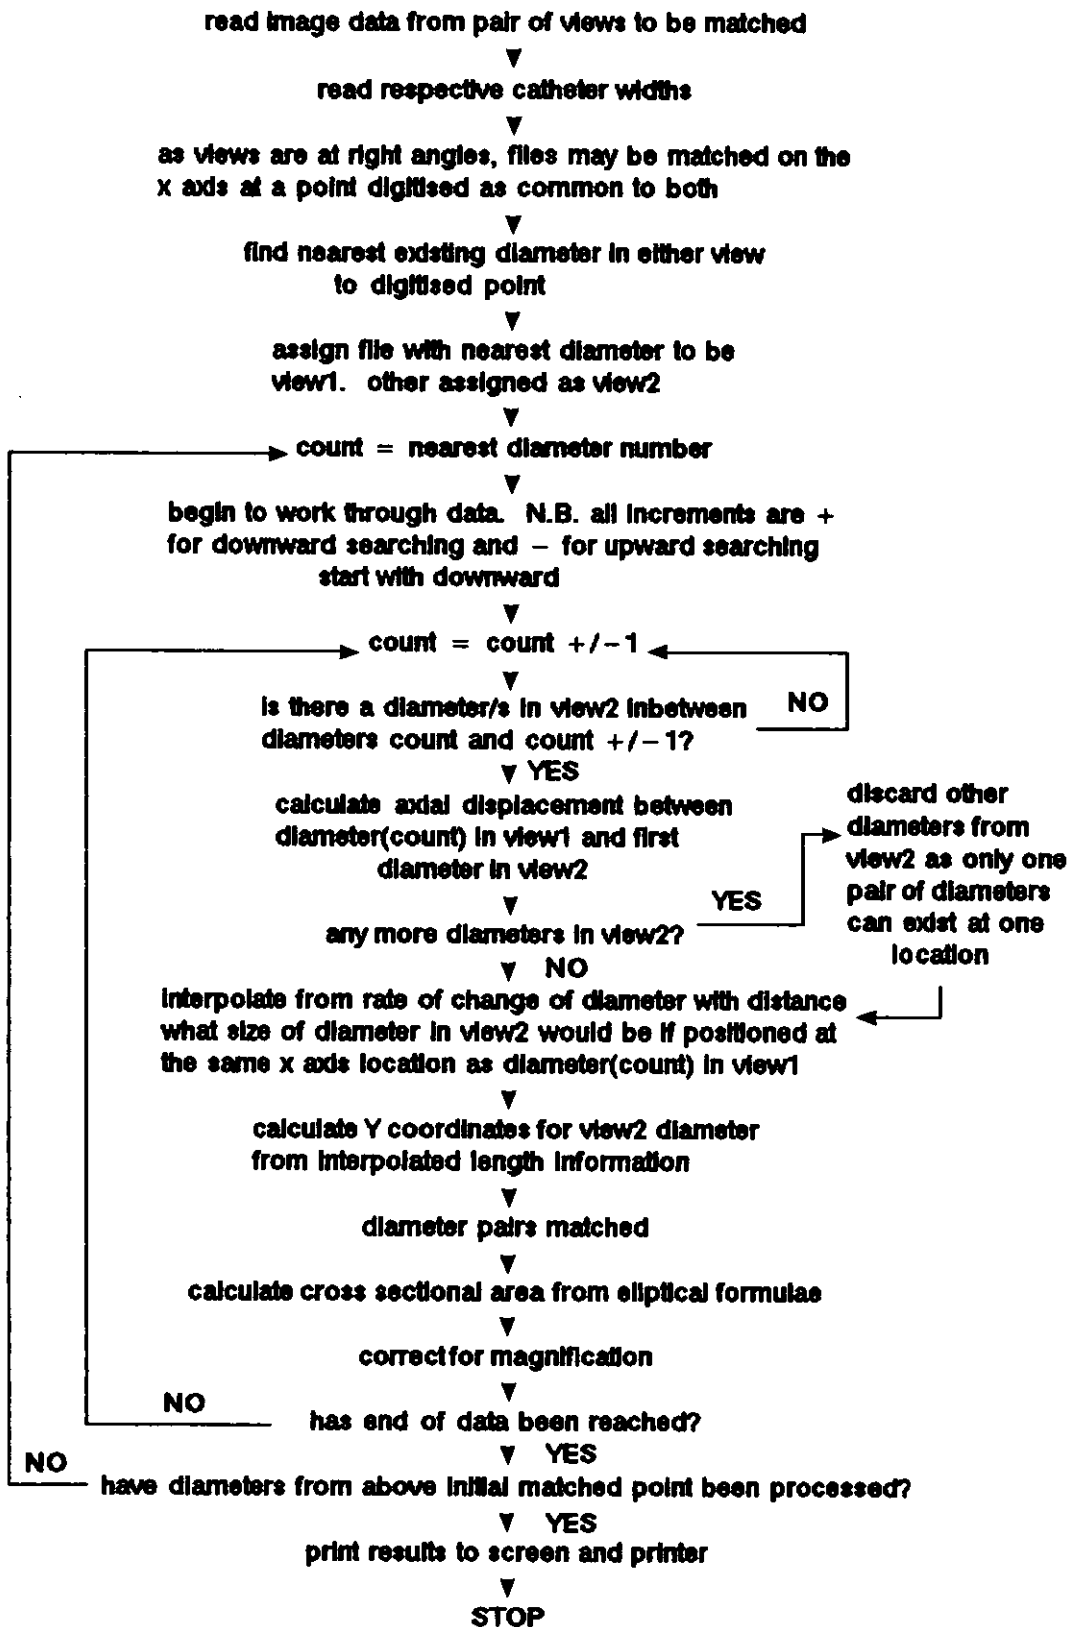 read image data from pair of views to be matched
read respective catheter widths
as views are at right angles, files may be matched on the
x axis at a point digitised as common to both
find nearest existing diameter in either view
to digitised point
assign file with nearest diameter to be
view1. other assigned as view2
count = nearest diameter number
begin to work through data. N.B. all increments are +
for downward searching and - for upward searching
start with downward
count = count +/-1
is there a diameter/s in view2 inbetween
diameters count and count +/-1?
NO
YES
calculate axial displacement between
diameter(count) in view1 and first
diameter in view2
any more diameters in view2?
YES
discard other
diameters from
view2 as only one
pair of diameters
can exist at one
location
NO
interpolate from rate of change of diameter with distance
what size of diameter in view2 would be if positioned at
the same x axis location as diameter(count) in view1
calculate Y coordinates for view2 diameter
from interpolated length information
diameter pairs matched
calculate cross sectional area from eliptical formulae
correct for magnification
has end of data been reached?
NO
YES
have diameters from above initial matched point been processed?
NO
YES
print results to screen and printer
STOP